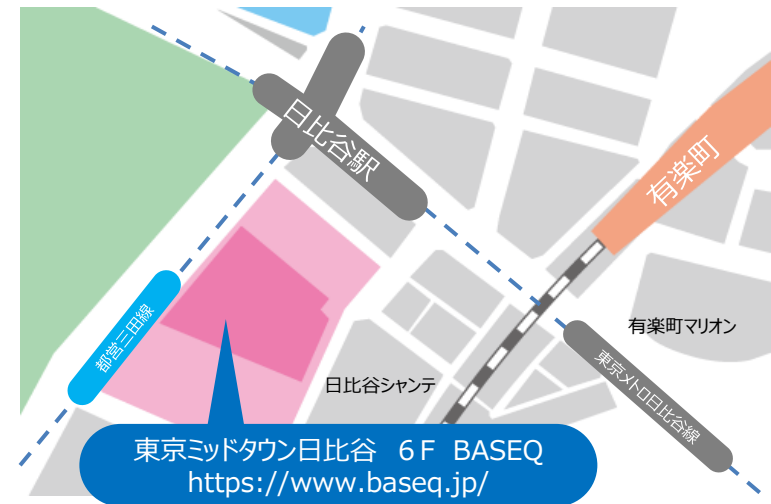 日比谷駅
有楽町
都営三田線
有楽町マリオン
東京メトロ日比谷線
日比谷シャンテ
東京ミッドタウン日比谷 6F BASEQ
https://www.baseq.jp/